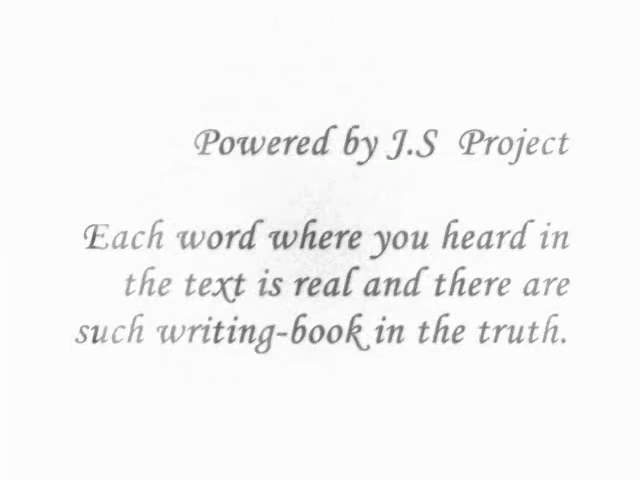 Powered by J.S Project
Each word where you heard in
the text is real and there are
such writing-book in the truth.